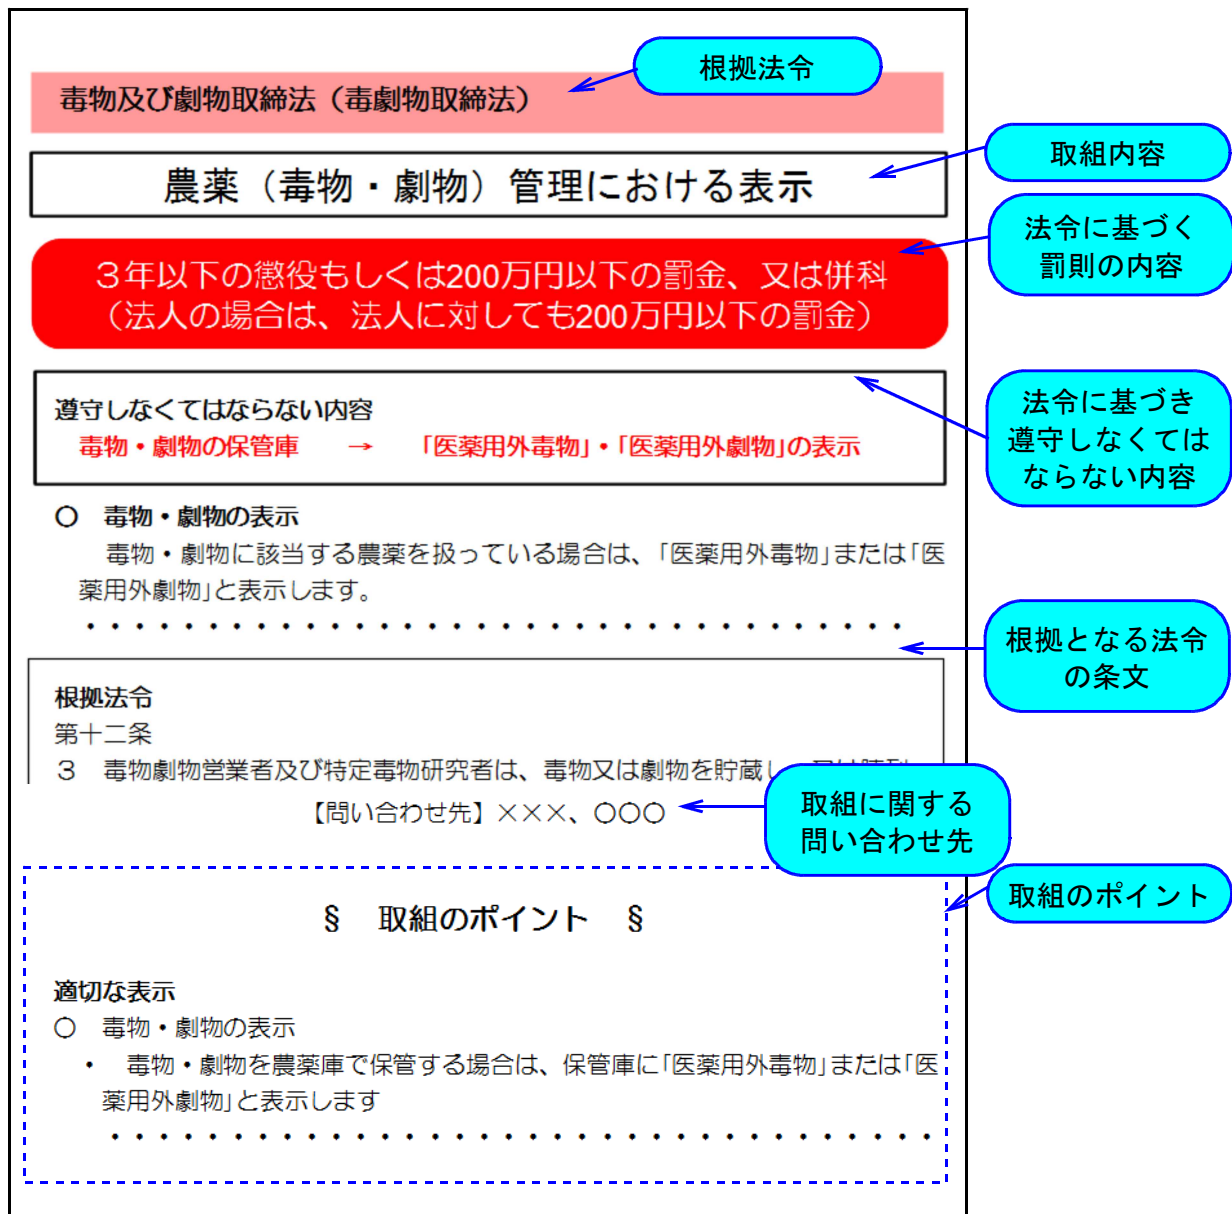 根拠法令
毒物及び劇物取締法（毒劇物取締法）
取組内容
農薬（毒物・劇物）管理における表示
法令に基づく
罰則の内容
３年以下の懲役もしくは200万円以下の罰金、又は併科
（法人の場合は、法人に対しても200万円以下の罰金）
法令に基づき
遵守しなくては
ならない内容
遵守しなくてはならない内容
毒物・劇物の保管庫　→　「医薬用外毒物」・「医薬用外劇物」の表示
〇　毒物・劇物の表示
毒物・劇物に該当する農薬を扱っている場合は、「医薬用外毒物」または「医
薬用外劇物」と表示します。
・・・・・・・・・・・・・・・・・・・・・・・・・・・・・・・・・・
根拠となる法令
の条文
根拠法令
第十二条
３　毒物劇物営業者及び特定毒物研究者は、毒物又は劇物を貯蔵し
取組に関する
問い合わせ先
【問い合わせ先】×××、〇〇〇
取組のポイント
§　取組のポイント　§
適切な表示
〇　毒物・劇物の表示
・　毒物・劇物を農薬庫で保管する場合は、保管庫に「医薬用外毒物」または「医
薬用外劇物」と表示します
・・・・・・・・・・・・・・・・・・・・・・・・・・・・・・・・・・・